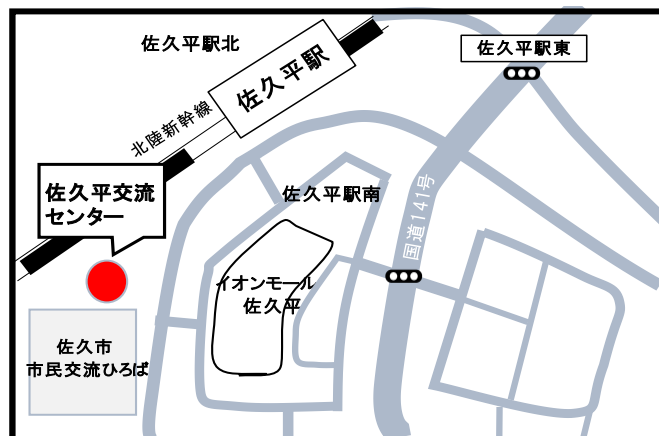 佐久平駅北
佐久平駅東
佐久平駅
北陸新幹線
佐久平交流
センター
佐久平駅南
国道141号
イオンモール
佐久平
佐久市
市民交流ひろば